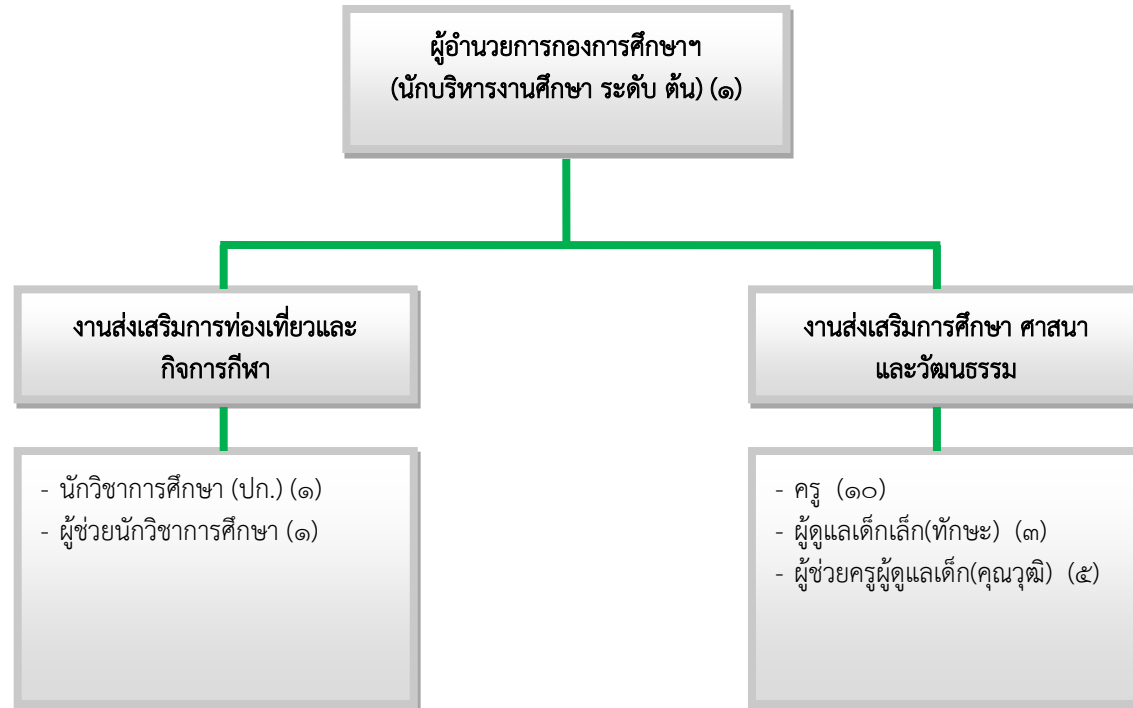 ผู้อำนวยการกองการศึกษาฯ
(นักบริหารงานศึกษา ระดับ ต้น) (๑)
งานส่งเสริมการท่องเที่ยวและ
กิจการกีฬา
- นักวิชาการศึกษา (ปก.) (๑)
- ผู้ช่วยนักวิชาการศึกษา (๑)
งานส่งเสริมการศึกษา ศาสนา
และวัฒนธรรม
- ครู (๑๐)
- ผู้ดูแลเด็กเล็ก(ทักษะ) (๓)
- ผู้ช่วยครูผู้ดูแลเด็ก(คุณวุฒิ) (๕)